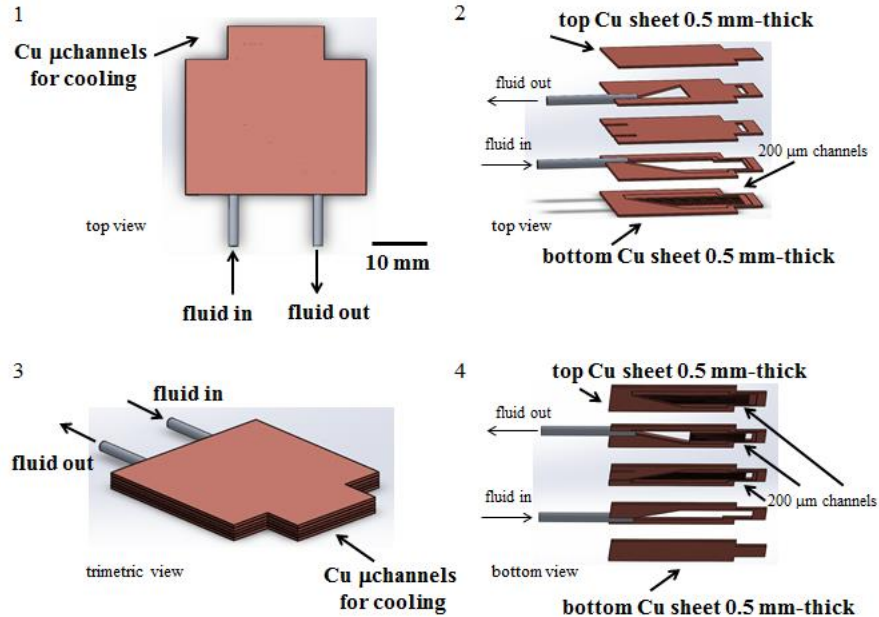 1
Cu μchannels
for cooling
top view
10 mm
fluid in
fluid out
2
top Cu sheet 0.5 mm-thick
fluid out
fluid in
200 μm channels
top view
bottom Cu sheet 0.5 mm-thick
3
fluid in
fluid out
trimetric view
Cu μchannels
for cooling
4
top Cu sheet 0.5 mm-thick
fluid out
fluid in
200 μm channels
bottom view
bottom Cu sheet 0.5 mm-thick